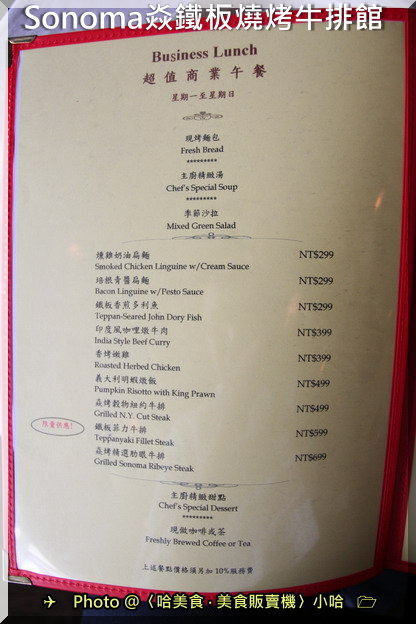 Sonoma焱鐵板燒烤牛排館
Business Lunch
超值商業午餐
星期一至星期日
現烤麵包
Fresh Bread
*********
主廚精緻湯
Chef's Special Soup
*********
季節沙拉
Mixed Green Salad
燻雞奶油扁麵 NT$299
Smoked Chicken Linguine w/Cream Sauce
培根青醬扁麵 NT$299
Bacon Linguine w/Pesto Sauce
鐵板香煎多利魚 NT$299
Teppan-Seared John Dory Fish
印度風咖哩燉牛肉 NT$399
India Style Beef Curry
香烤嫩雞 NT$399
Roasted Herbed Chicken
義大利明蝦燉飯 NT$499
Pumpkin Risotto with King Prawn
焱烤穀物紐約牛排 NT$499
Grilled N.Y. Cut Steak
限量供應! 鐵板菲力牛排 NT$599
Teppanyaki Fillet Steak
焱烤精選肋眼牛排 NT$699
Grilled Sonoma Ribeye Steak
主廚精緻甜點
Chef's Special Dessert
*********
現做咖啡或茶
Freshly Brewed Coffee or Tea
上述餐點價格須另加 10%服務費
Photo @〈哈美食‧美食販賣機〉小哈